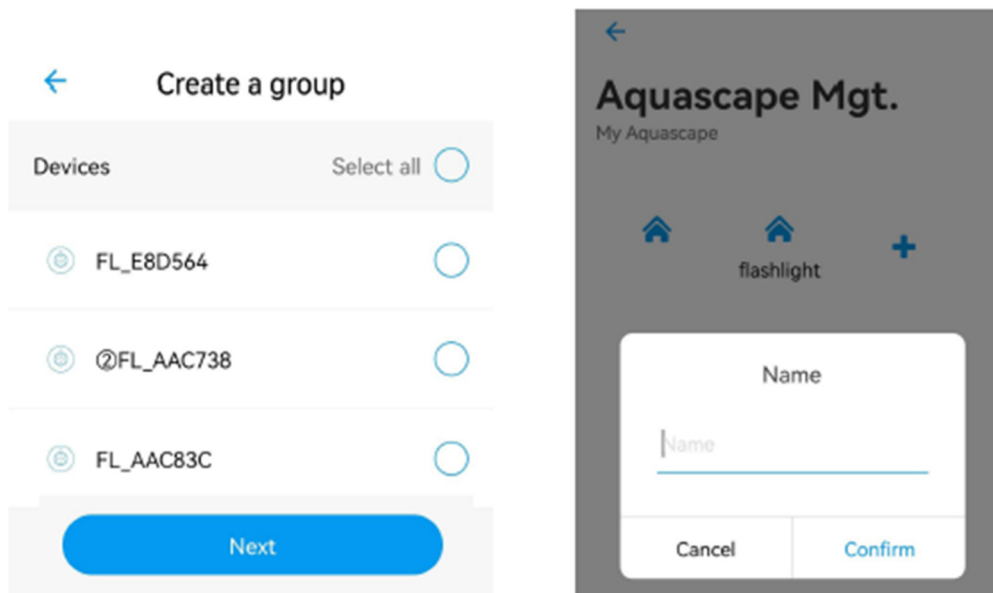 Create a group
Devices
Select all
FL_E8D564
②FL_AAC738
FL_AAC83C
Next
Aquascape Mgt.
My Aquascape
flashlight
Name
Name
Cancel
Confirm